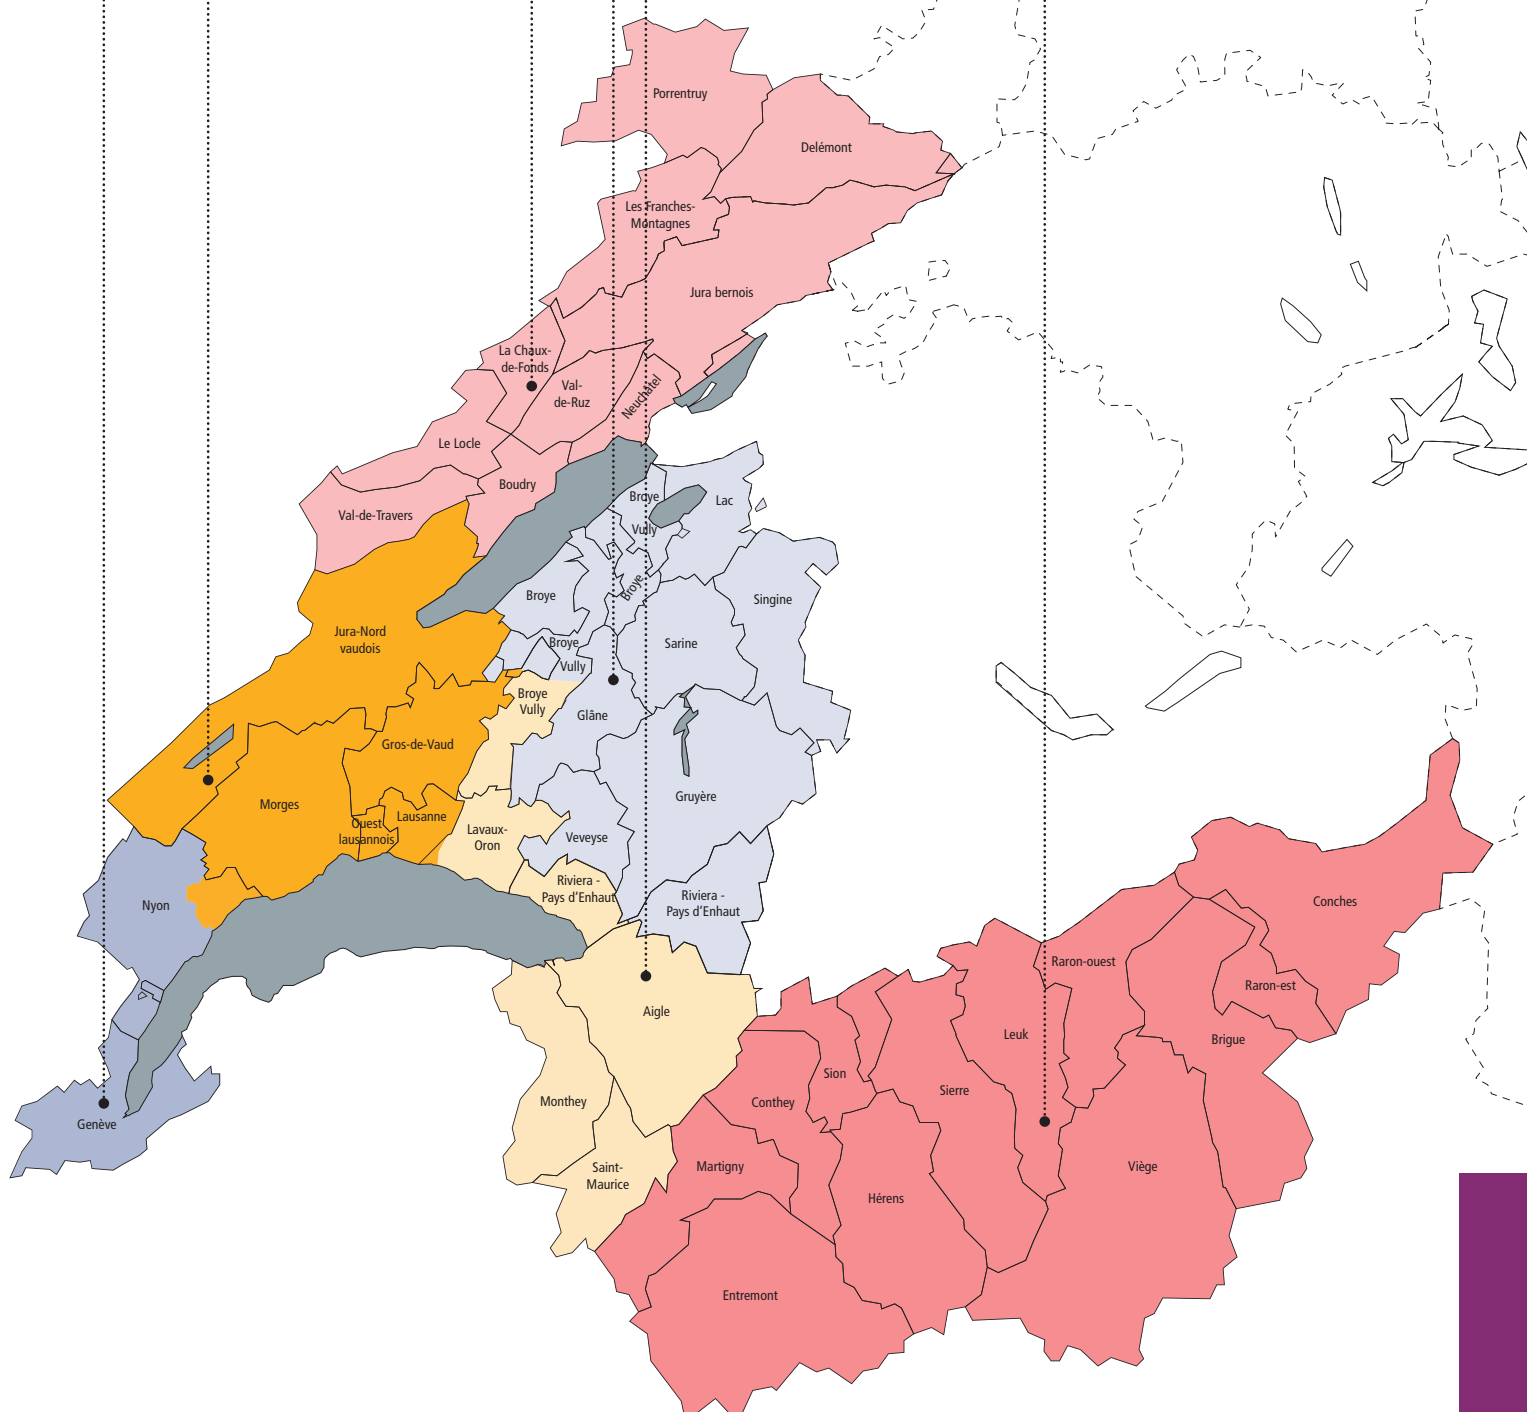 Porrentruy
Delémont
Les Franches-
Montagnes
Jura bernois
La Chaux-
de-Fonds
Val-
de-Ruz
Neuchâtel
Le Locle
Boudry
Val-de-Travers
Broye
Vully
Lac
Broye
Broye
Singine
Jura-Nord
vaudois
Broye
Vully
Sarine
Broye
Vully
Glâne
Gros-de-Vaud
Gruyère
Morges
Lausanne
Ouest
lausannois
Lavaux-
Oron
Veveyse
Riviera -
Pays d’Enhaut
Riviera -
Pays d’Enhaut
Nyon
Conches
Raron-ouest
Raron-est
Aigle
Leuk
Brigue
Sion
Sierre
Monthey
Conthey
Genève
Saint-
Maurice
Martigny
Viège
Hérens
Entremont